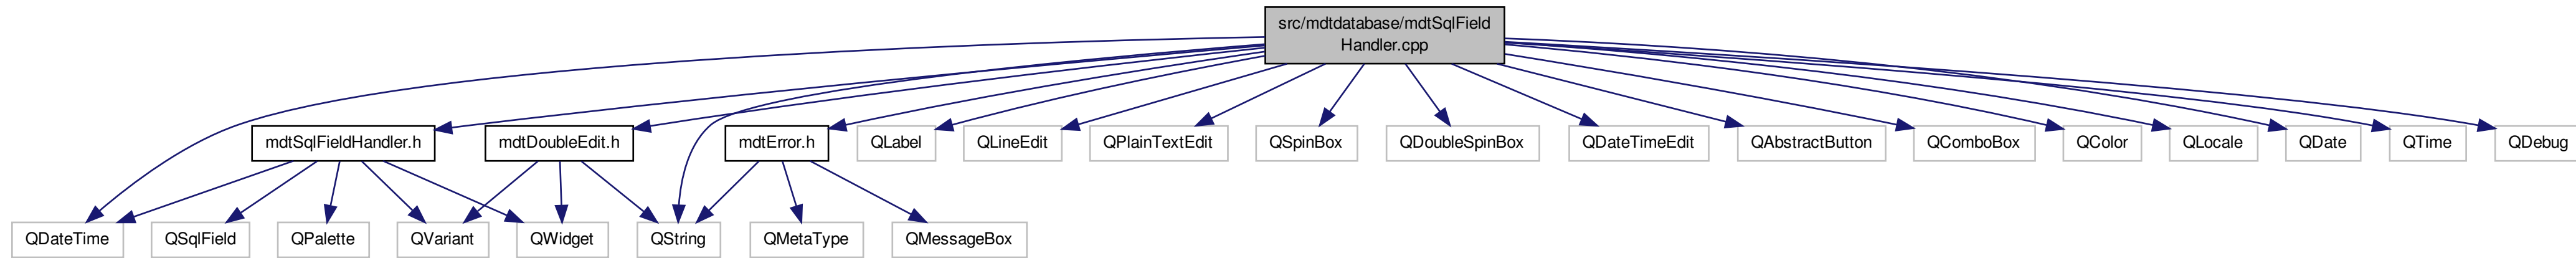 src/mdtdatabase/mdtSqlField
Handler.cpp
mdtSqlFieldHandler.h
mdtDoubleEdit.h
mdtError.h
QLabel
QLineEdit
QPlainTextEdit
QSpinBox
QDoubleSpinBox
QDateTimeEdit
QAbstractButton
QComboBox
QColor
QLocale
QDate
QTime
QDebug
QDateTime
QSqlField
QPalette
QVariant
QWidget
QString
QMetaType
QMessageBox